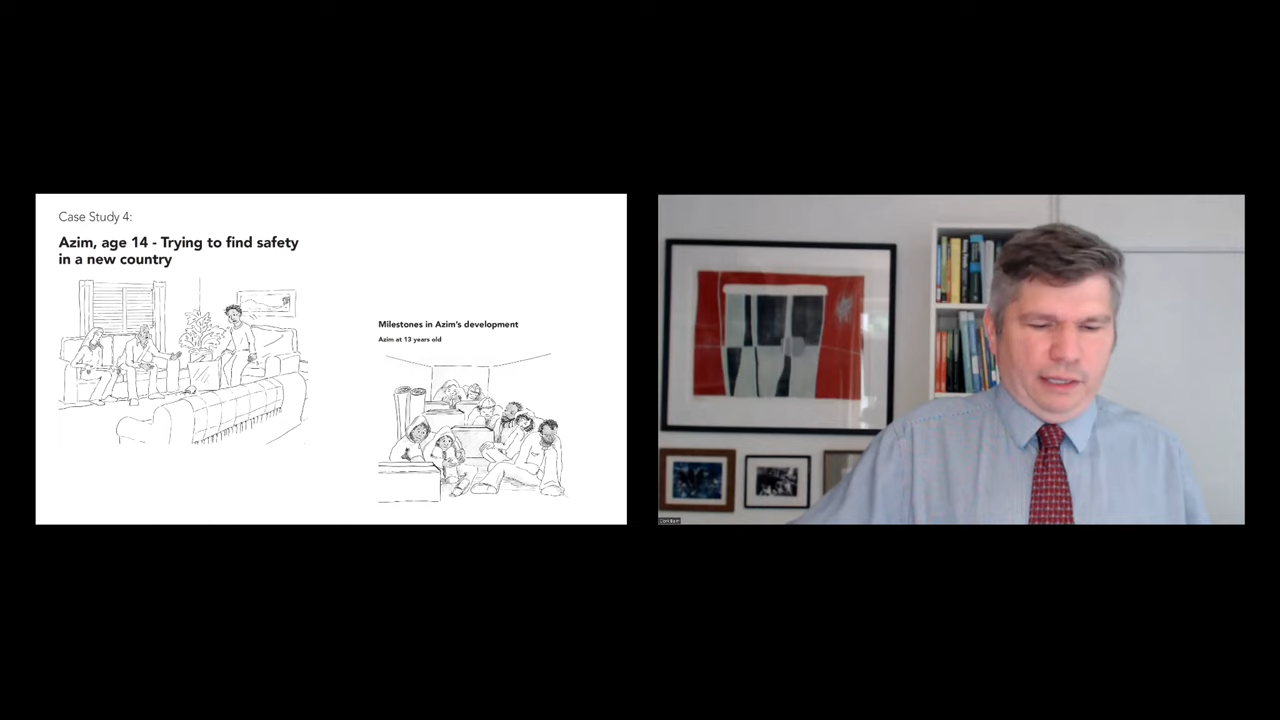 Case Study 4:
Azim, age 14 - Trying to find safety
in a new country
Milestones in Azim's development
Azim at 13 years old